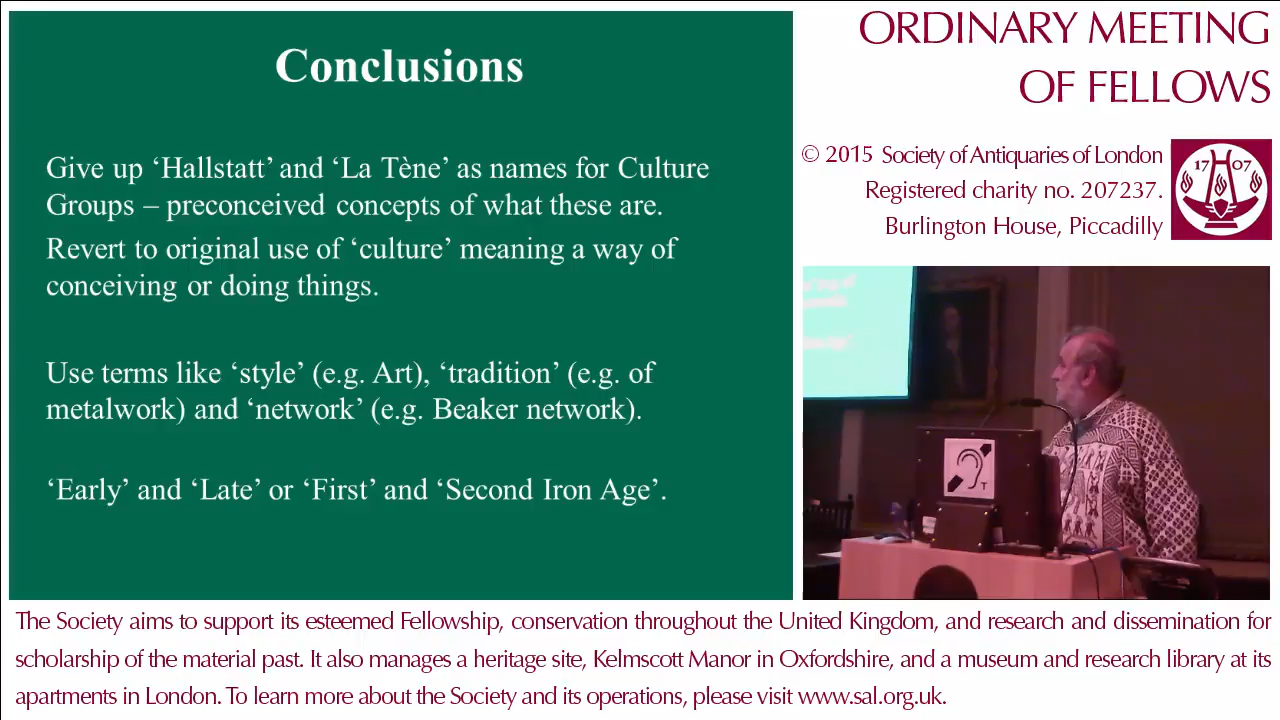 Conclusions
Give up ‘Hallstatt’ and ‘La Tène’ as names for Culture
Groups – preconceived concepts of what these are.
Revert to original use of ‘culture’ meaning a way of
conceiving or doing things.
Use terms like ‘style’ (e.g. Art), ‘tradition’ (e.g. of
metalwork) and ‘network’ (e.g. Beaker network).
‘Early’ and ‘Late’ or ‘First’ and ‘Second Iron Age’.
ORDINARY MEETING
OF FELLOWS
© 2015 Society of Antiquaries of London
Registered charity no. 207237.
Burlington House, Piccadilly
17 07
T
The Society aims to support its esteemed Fellowship, conservation throughout the United Kingdom, and research and dissemination for
scholarship of the material past. It also manages a heritage site, Kelmscott Manor in Oxfordshire, and a museum and research library at its
apartments in London. To learn more about the Society and its operations, please visit www.sal.org.uk.